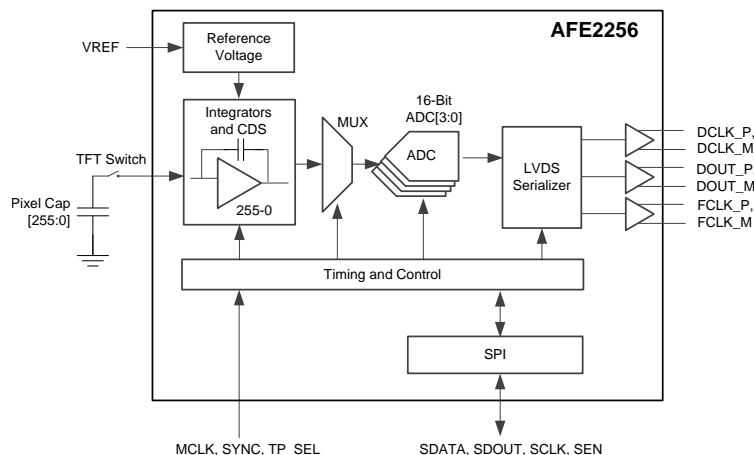 AFE2256
VREF
Reference
Voltage
Integrators
and CDS
255-0
MUX
16-Bit
ADC[3:0]
ADC
LVDS
Serializer
DCLK_P,
DCLK_M
DOUT_P,
DOUT_M
FCLK_P,
FCLK_M
TFT Switch
Pixel Cap
[255:0]
Timing and Control
SPI
MCLK, SYNC, TP_SEL
SDATA, SDOUT, SCLK, SEN